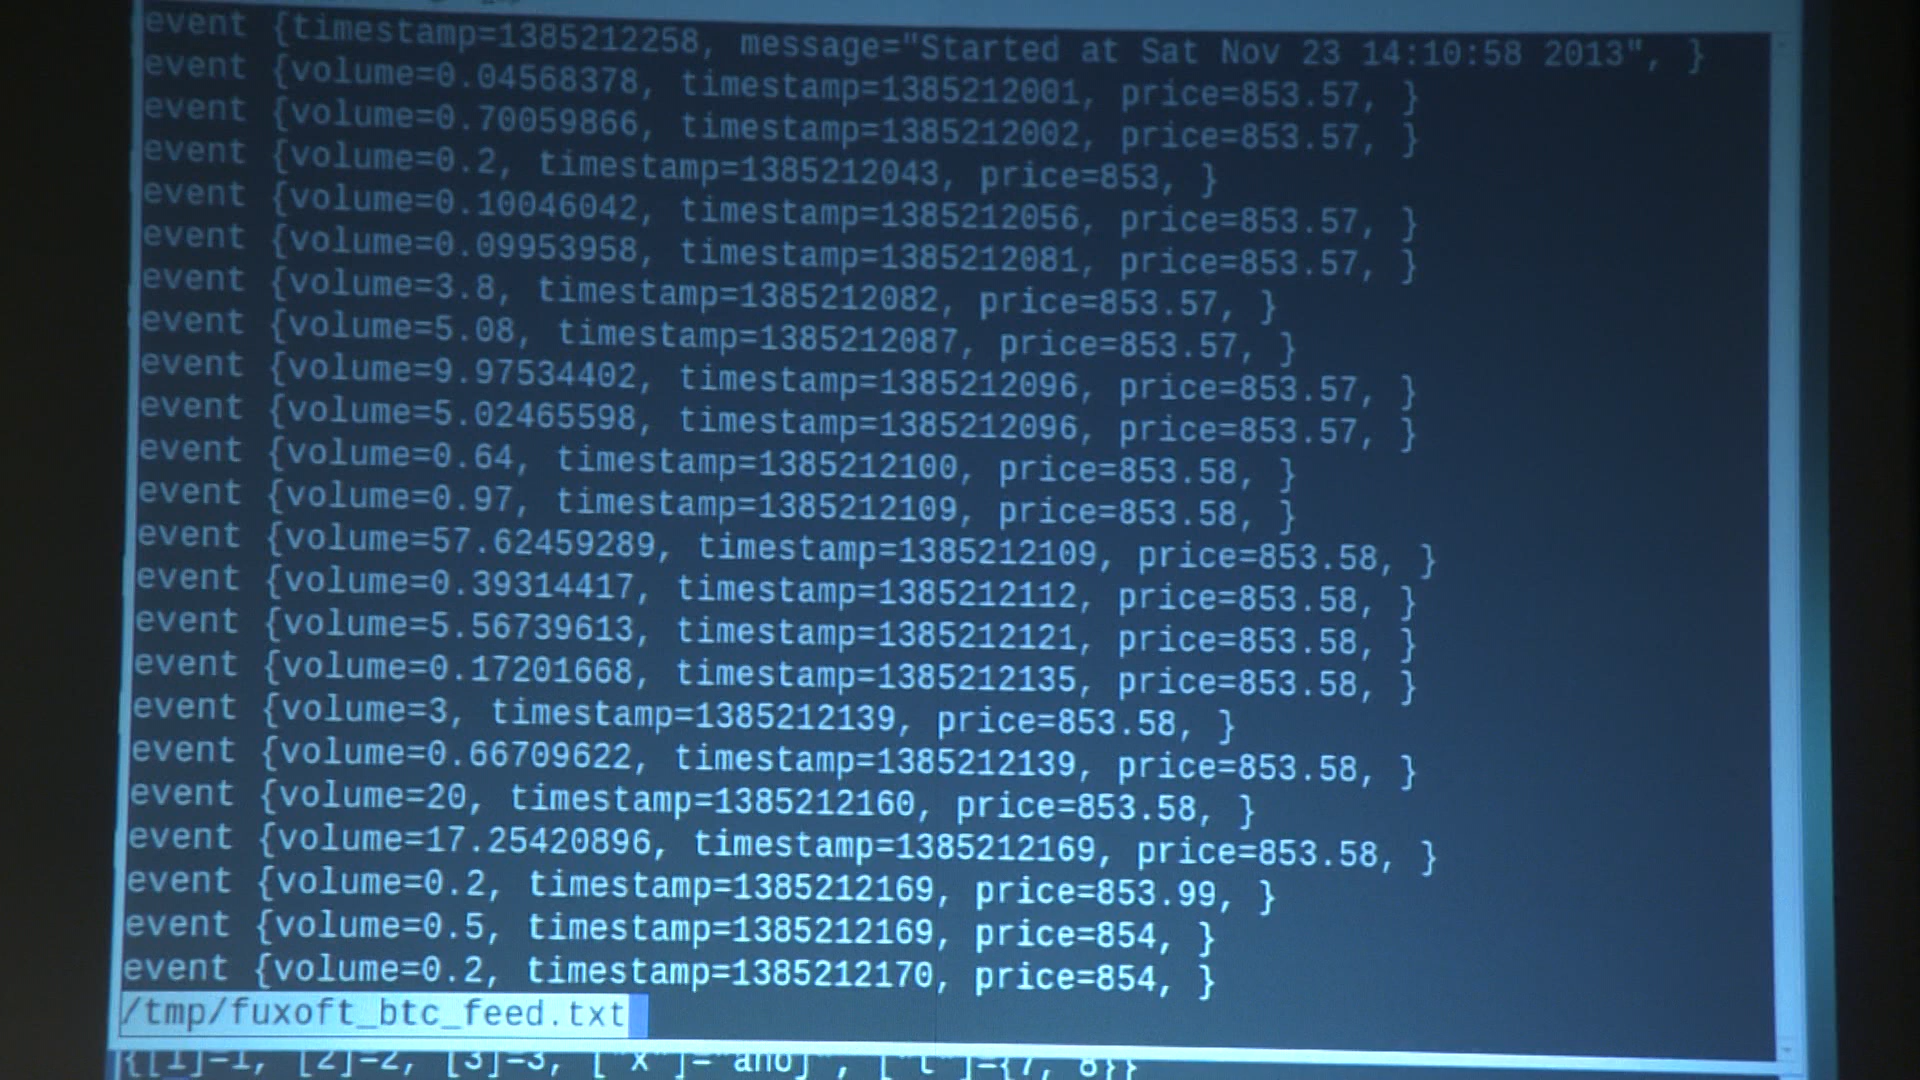 event {timestamp=1385212258, message="Started at Sat Nov 23 14:10:58 2013", }
event {volume=0.04568378, timestamp=1385212001, price=853.57, }
event {volume=0.70059866, timestamp=1385212002, price=853.57, }
event {volume=0.2, timestamp=1385212043, price=853, }
event {volume=0.10046042, timestamp=1385212056, price=853.57, }
event {volume=0.09953958, timestamp=1385212081, price=853.57, }
event {volume=3.8, timestamp=1385212082, price=853.57, }
event {volume=5.08, timestamp=1385212087, price=853.57, }
event {volume=9.97534402, timestamp=1385212096, price=853.57, }
event {volume=5.02465598, timestamp=1385212096, price=853.57, }
event {volume=0.64, timestamp=1385212100, price=853.58, }
event {volume=0.97, timestamp=1385212109, price=853.58, }
event {volume=57.62459289, timestamp=1385212109, price=853.58, }
event {volume=0.39314417, timestamp=1385212112, price=853.58, }
event {volume=5.56739613, timestamp=1385212121, price=853.58, }
event {volume=0.17201668, timestamp=1385212135, price=853.58, }
event {volume=3, timestamp=1385212139, price=853.58, }
event {volume=0.66709622, timestamp=1385212139, price=853.58, }
event {volume=20, timestamp=1385212160, price=853.58, }
event {volume=17.25420896, timestamp=1385212169, price=853.58, }
event {volume=0.2, timestamp=1385212169, price=853.99, }
event {volume=0.5, timestamp=1385212169, price=854, }
event {volume=0.2, timestamp=1385212170, price=854, }
/tmp/fuxoft_btc_feed.txt
{[1]=1, [2]=2, [3]=3,